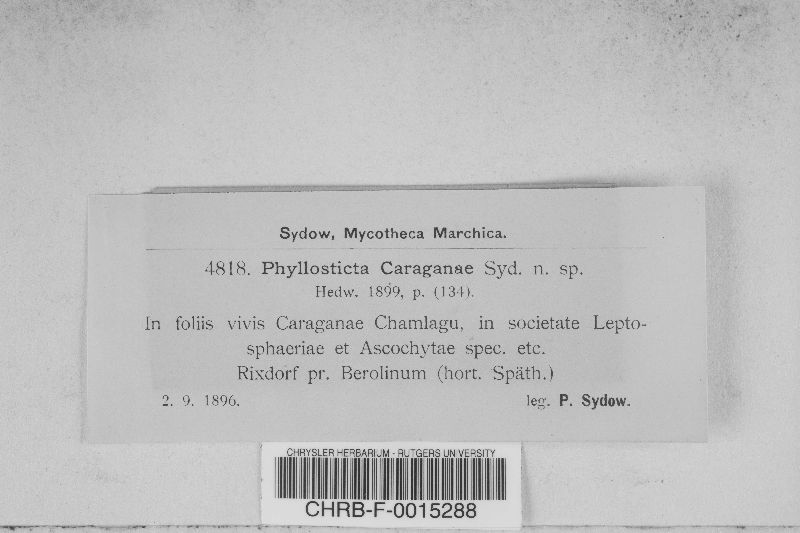 Sydow, Mycotheca Marchica.
4818. Phyllosticta Caraganae Syd. n. sp.
Hedw. 1899, p. (134).
In foliis vivis Caraganae Chamlagu, in societate Lepto-
sphaeriae et Ascochytae spec. etc.
Rixdorf pr. Berolinum (hort. Späth.)
2. 9. 1896. leg. P. Sydow.
CHRYSLER HERBARIUM - RUTGERS UNIVERSITY
CHRB-F-0015288